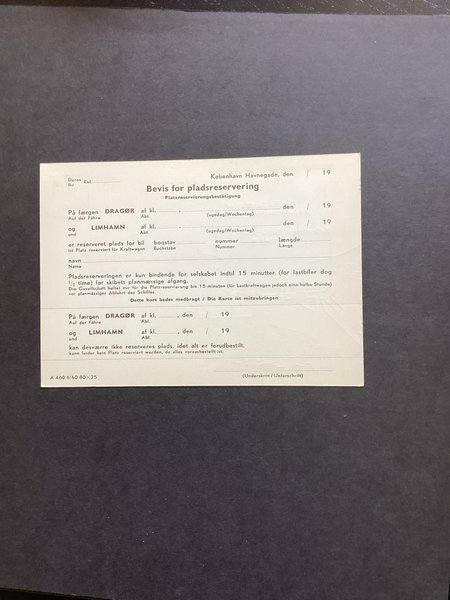 Deres Ref.
Ihr
København Havnegade, den / 19
Bevis for pladsreservering
Platzreservierungsbestätigung
På færgen DRAGØR af kl. . , den / 19
Auf der Fähre Abf. (ugedag/Wochentag)
og LIMHAMN af kl. . , den / 19
und Abf. (ugedag/Wochentag)
er reserveret plads for bil bogstav nummer længde
ist Platz reserviert für Kraftwagen Buchstabe Nummer Länge
navn
Name
Pladsreserveringen er kun bindende for selskabet indtil 15 minutter (for lastbiler dog
½ time) før skibets planmæssige afgang.
Die Gesellschaft haftet nur für die Platzreservierung bis 15 minuten (für Lastkraftwagen jedoch eine halbe Stunde)
vor planmässiger Abfahrt des Schiffes.
Dette kort bedes medbragt / Die Karte ist mitzubringen
På færgen DRAGØR af kl. . , den / 19
Auf der Fähre Abf.
og LIMHAMN af kl. . , den / 19
und Abf.
kan desværre ikke reserveres plads, idet alt er forudbestilt.
kann leider kein Platz reserviert werden, da alles vorausbestellt ist.
A 460 6/60 80×25
(Underskrift / Unterschrift)